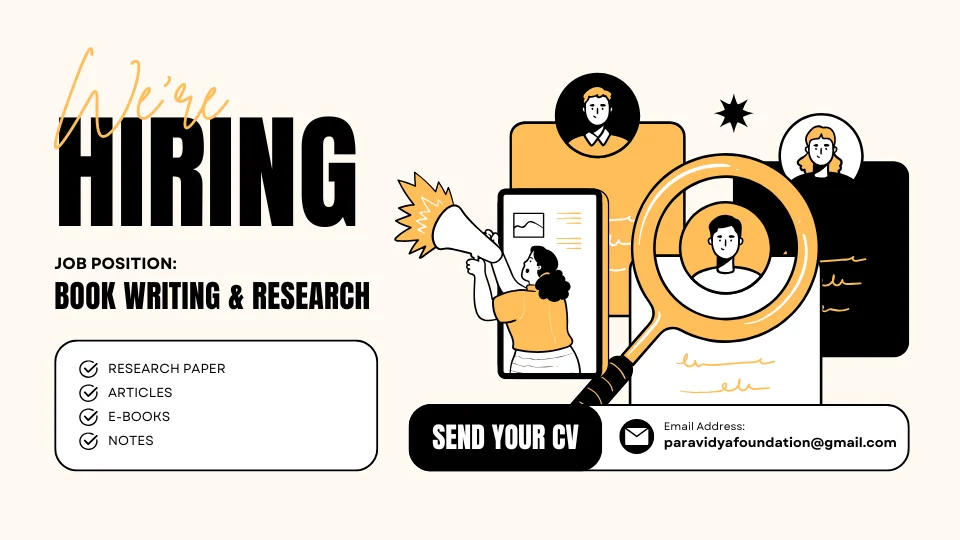 We're
HIRING
JOB POSITION:
BOOK WRITING & RESEARCH
RESEARCH PAPER
ARTICLES
E-BOOKS
NOTES
SEND YOUR CV
Email Address:
paravidyafoundation@gmail.com